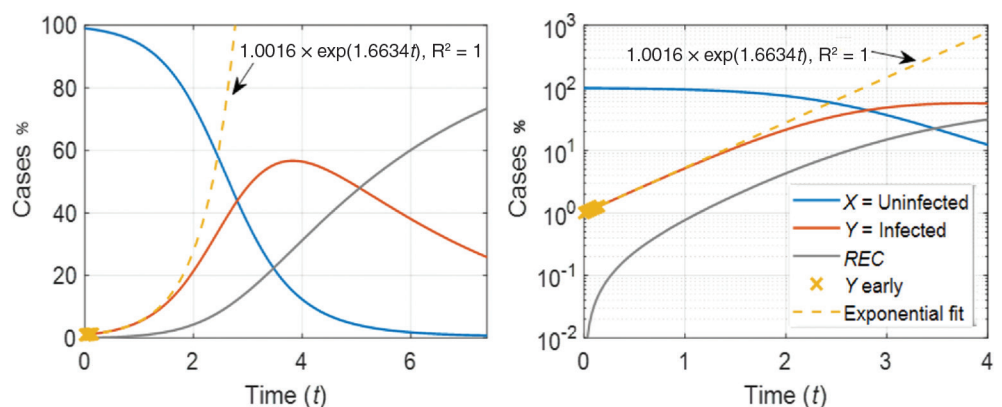 100
80
60
40
20
0
Cases %
0 2 4 6
Time (t)
1.0016 × exp(1.6634t), R² = 1
10³
10²
10¹
10⁰
10⁻¹
10⁻²
Cases %
0 1 2 3 4
Time (t)
1.0016 × exp(1.6634t), R² = 1
X = Uninfected
Y = Infected
REC
Y early
Exponential fit